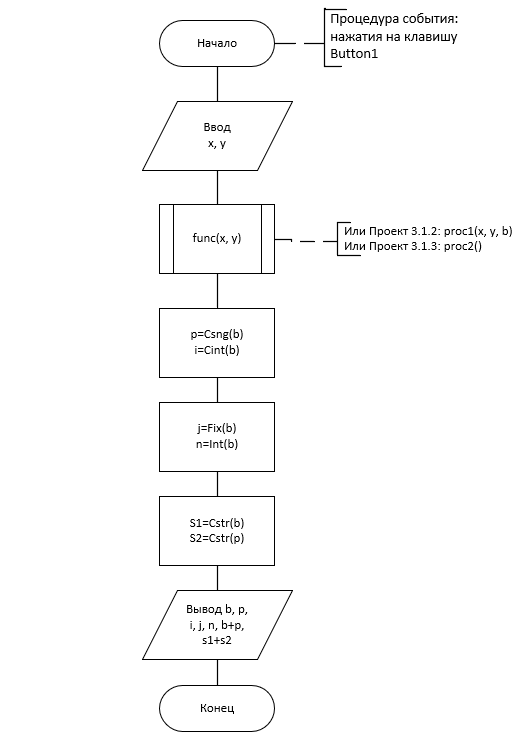 Начало
Процедура события:
нажатия на клавишу
Button1
Ввод
x, y
func(x, y)
Или Проект 3.1.2: proc1(x, y, b)
Или Проект 3.1.3: proc2()
p=Csng(b)
i=Cint(b)
j=Fix(b)
n=Int(b)
S1=Cstr(b)
S2=Cstr(p)
Вывод b, p,
i, j, n, b+p,
s1+s2
Конец